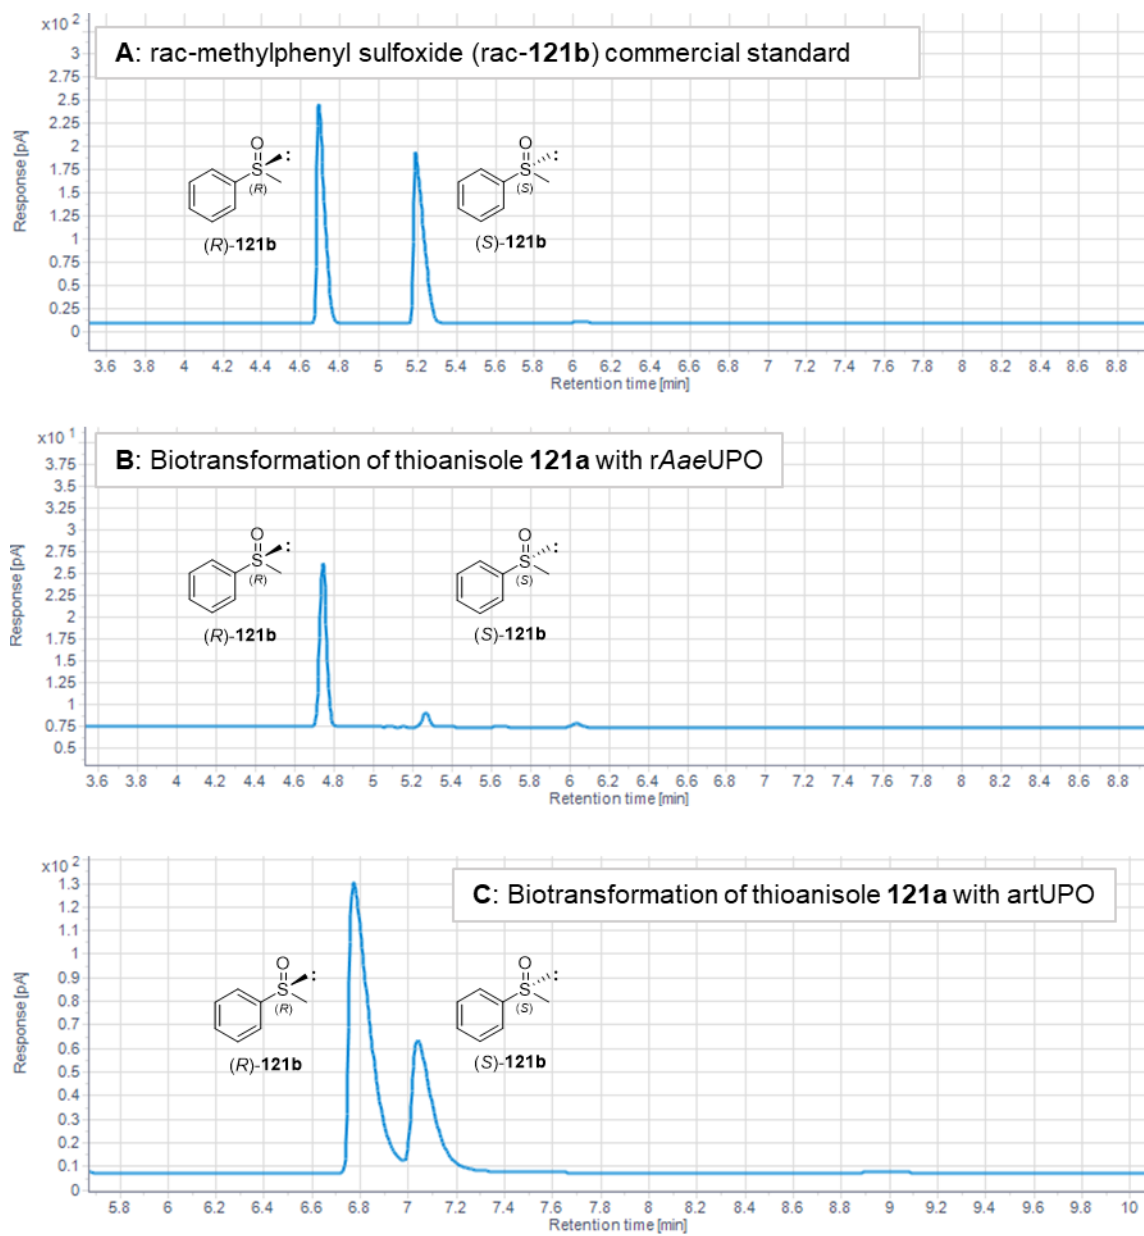 x10 2
A: rac-methylphenyl sulfoxide (rac-121b) commercial standard
3
2.75
2.5
2.25
2
1.75
1.5
1.25
1
0.75
0.5
0.25
0
Response [pA]
O
S
(R)
(R)-121b
O
S
(S)
(S)-121b
3.6 3.8 4 4.2 4.4 4.6 4.8 5 5.2 5.4 5.6 5.8 6 6.2 6.4 6.6 6.8 7 7.2 7.4 7.6 7.8 8 8.2 8.4 8.6 8.8
Retention time [min]
x10 1
B: Biotransformation of thioanisole 121a with rAaeUPO
3.75
3.5
3.25
3
2.75
2.5
2.25
2
1.75
1.5
1.25
1
0.75
0.5
Response [pA]
O
S
(R)
(R)-121b
O
S
(S)
(S)-121b
3.6 3.8 4 4.2 4.4 4.6 4.8 5 5.2 5.4 5.6 5.8 6 6.2 6.4 6.6 6.8 7 7.2 7.4 7.6 7.8 8 8.2 8.4 8.6 8.8
Retention time [min]
x10 2
C: Biotransformation of thioanisole 121a with artUPO
1.3
1.2
1.1
1
0.9
0.8
0.7
0.6
0.5
0.4
0.3
0.2
0.1
0
Response [pA]
O
S
(R)
(R)-121b
O
S
(S)
(S)-121b
5.8 6 6.2 6.4 6.6 6.8 7 7.2 7.4 7.6 7.8 8 8.2 8.4 8.6 8.8 9 9.2 9.4 9.6 9.8 10
Retention time [min]